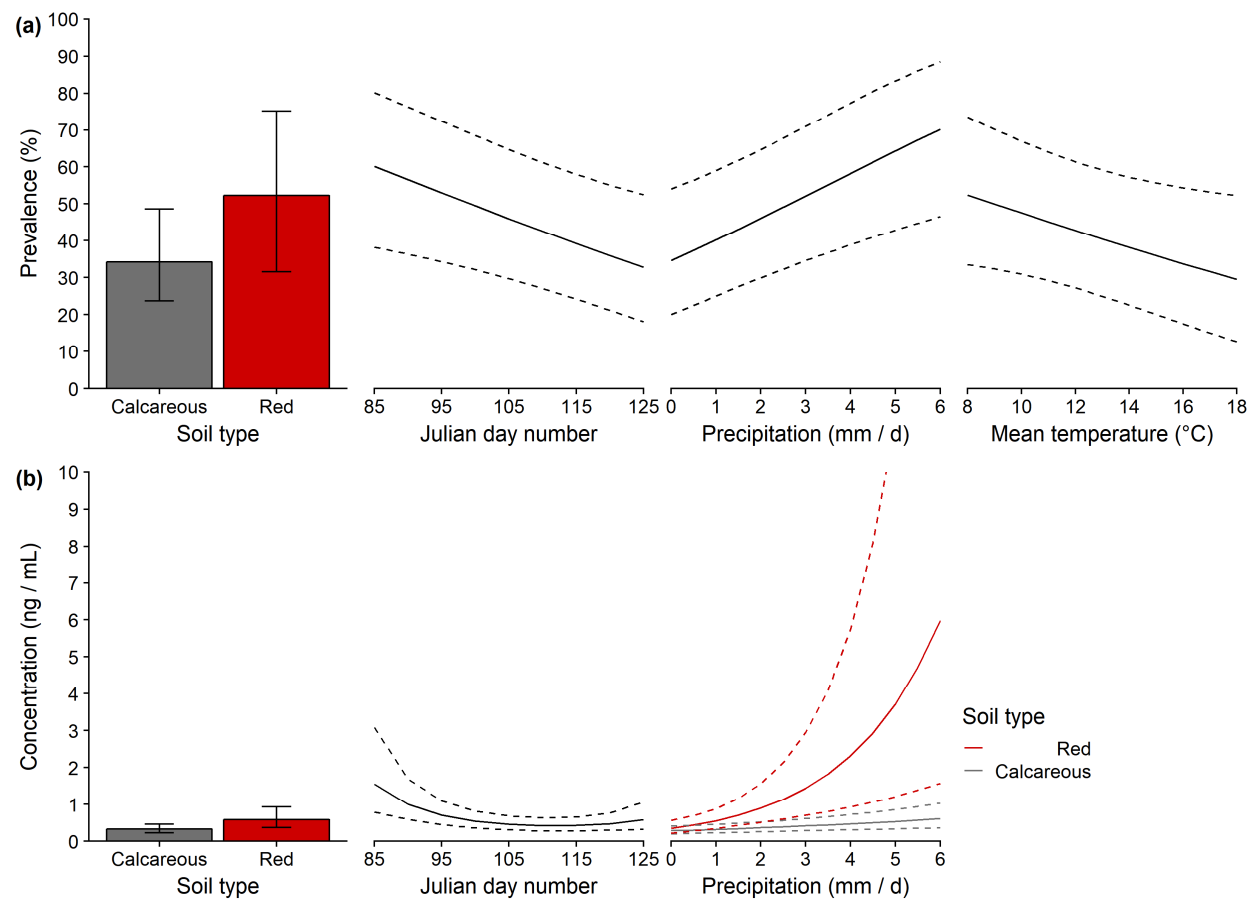 (a)
Prevalence (%)
100
90
80
70
60
50
40
30
20
10
0
Calcareous Red
Soil type
85 95 105 115 125
Julian day number
0 1 2 3 4 5 6
Precipitation (mm / d)
8 10 12 14 16 18
Mean temperature (°C)
(b)
Concentration (ng / mL)
10
9
8
7
6
5
4
3
2
1
0
Calcareous Red
Soil type
85 95 105 115 125
Julian day number
0 1 2 3 4 5 6
Precipitation (mm / d)
Soil type
Red
Calcareous